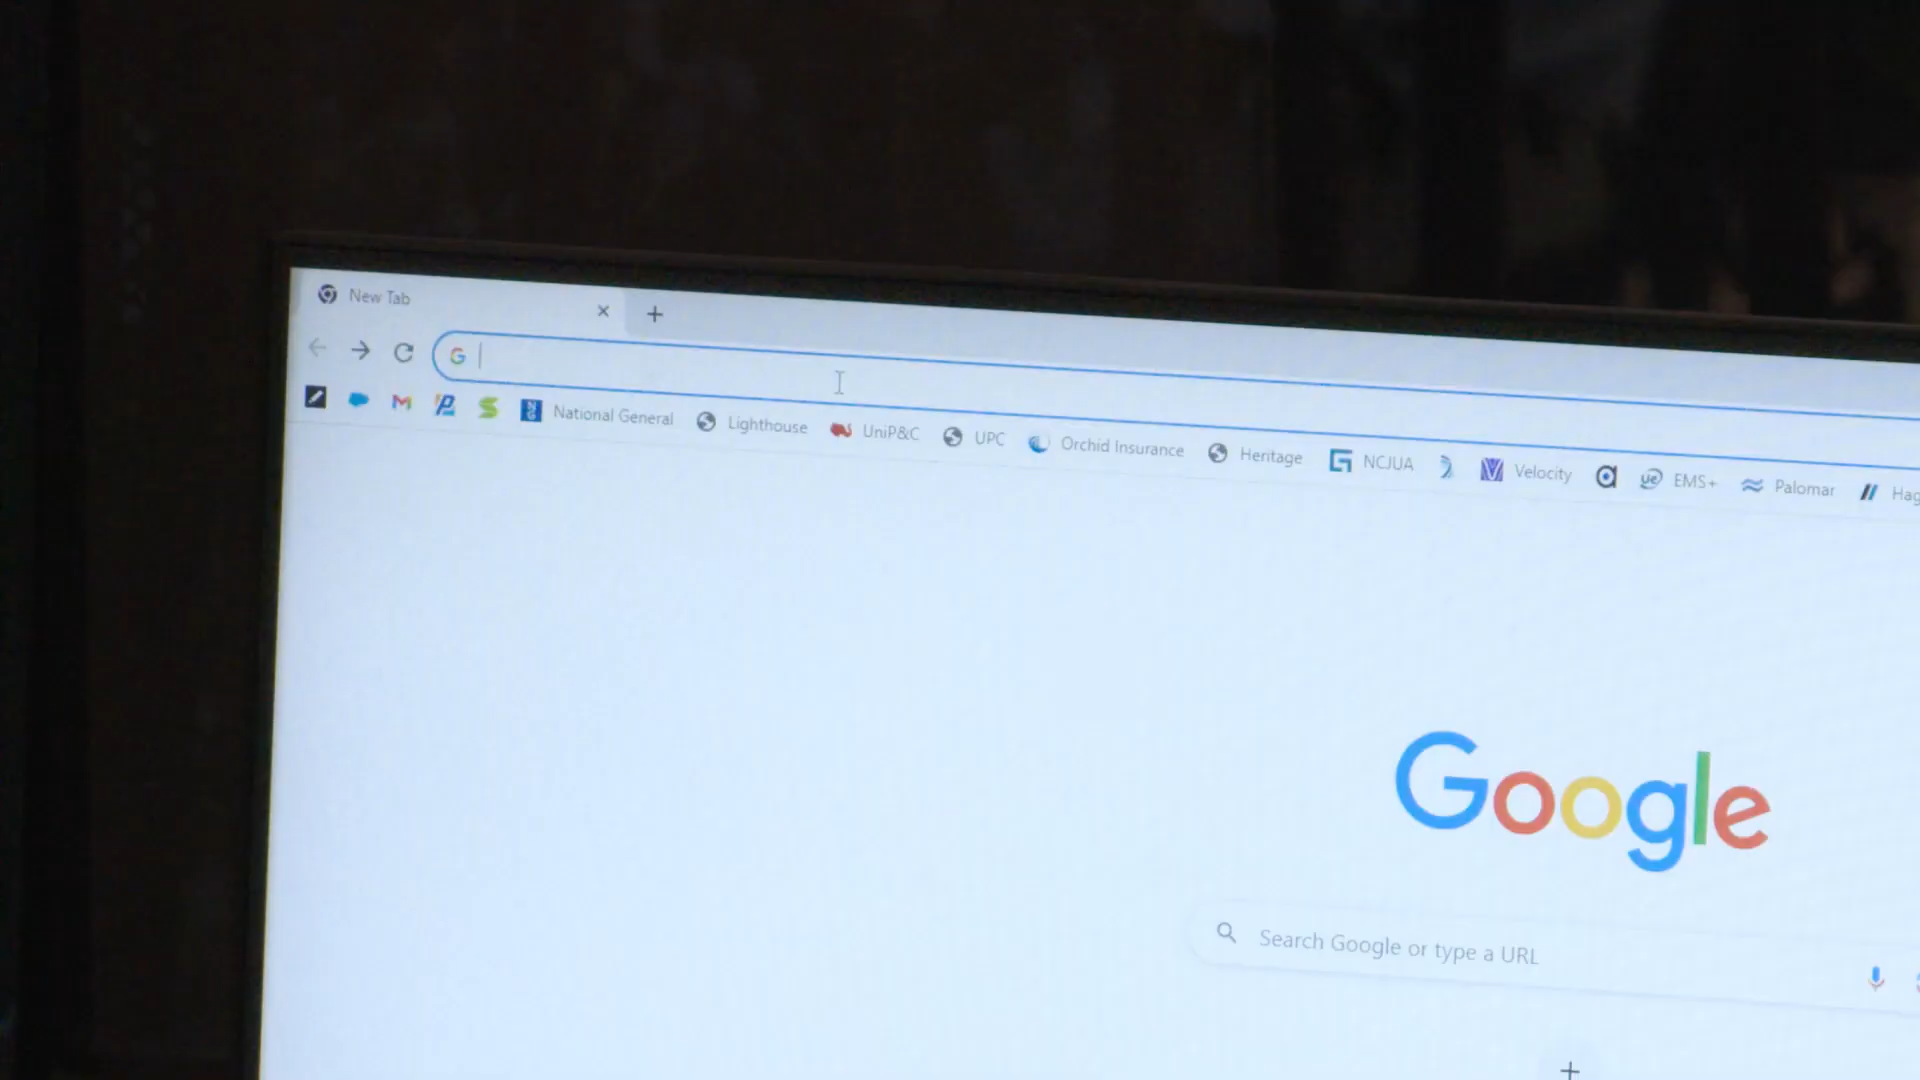 New Tab
National General Lighthouse UniP&C UPC Orchid Insurance Heritage NCJUA Velocity EMS+ Palomar Hag
Google
Search Google or type a URL